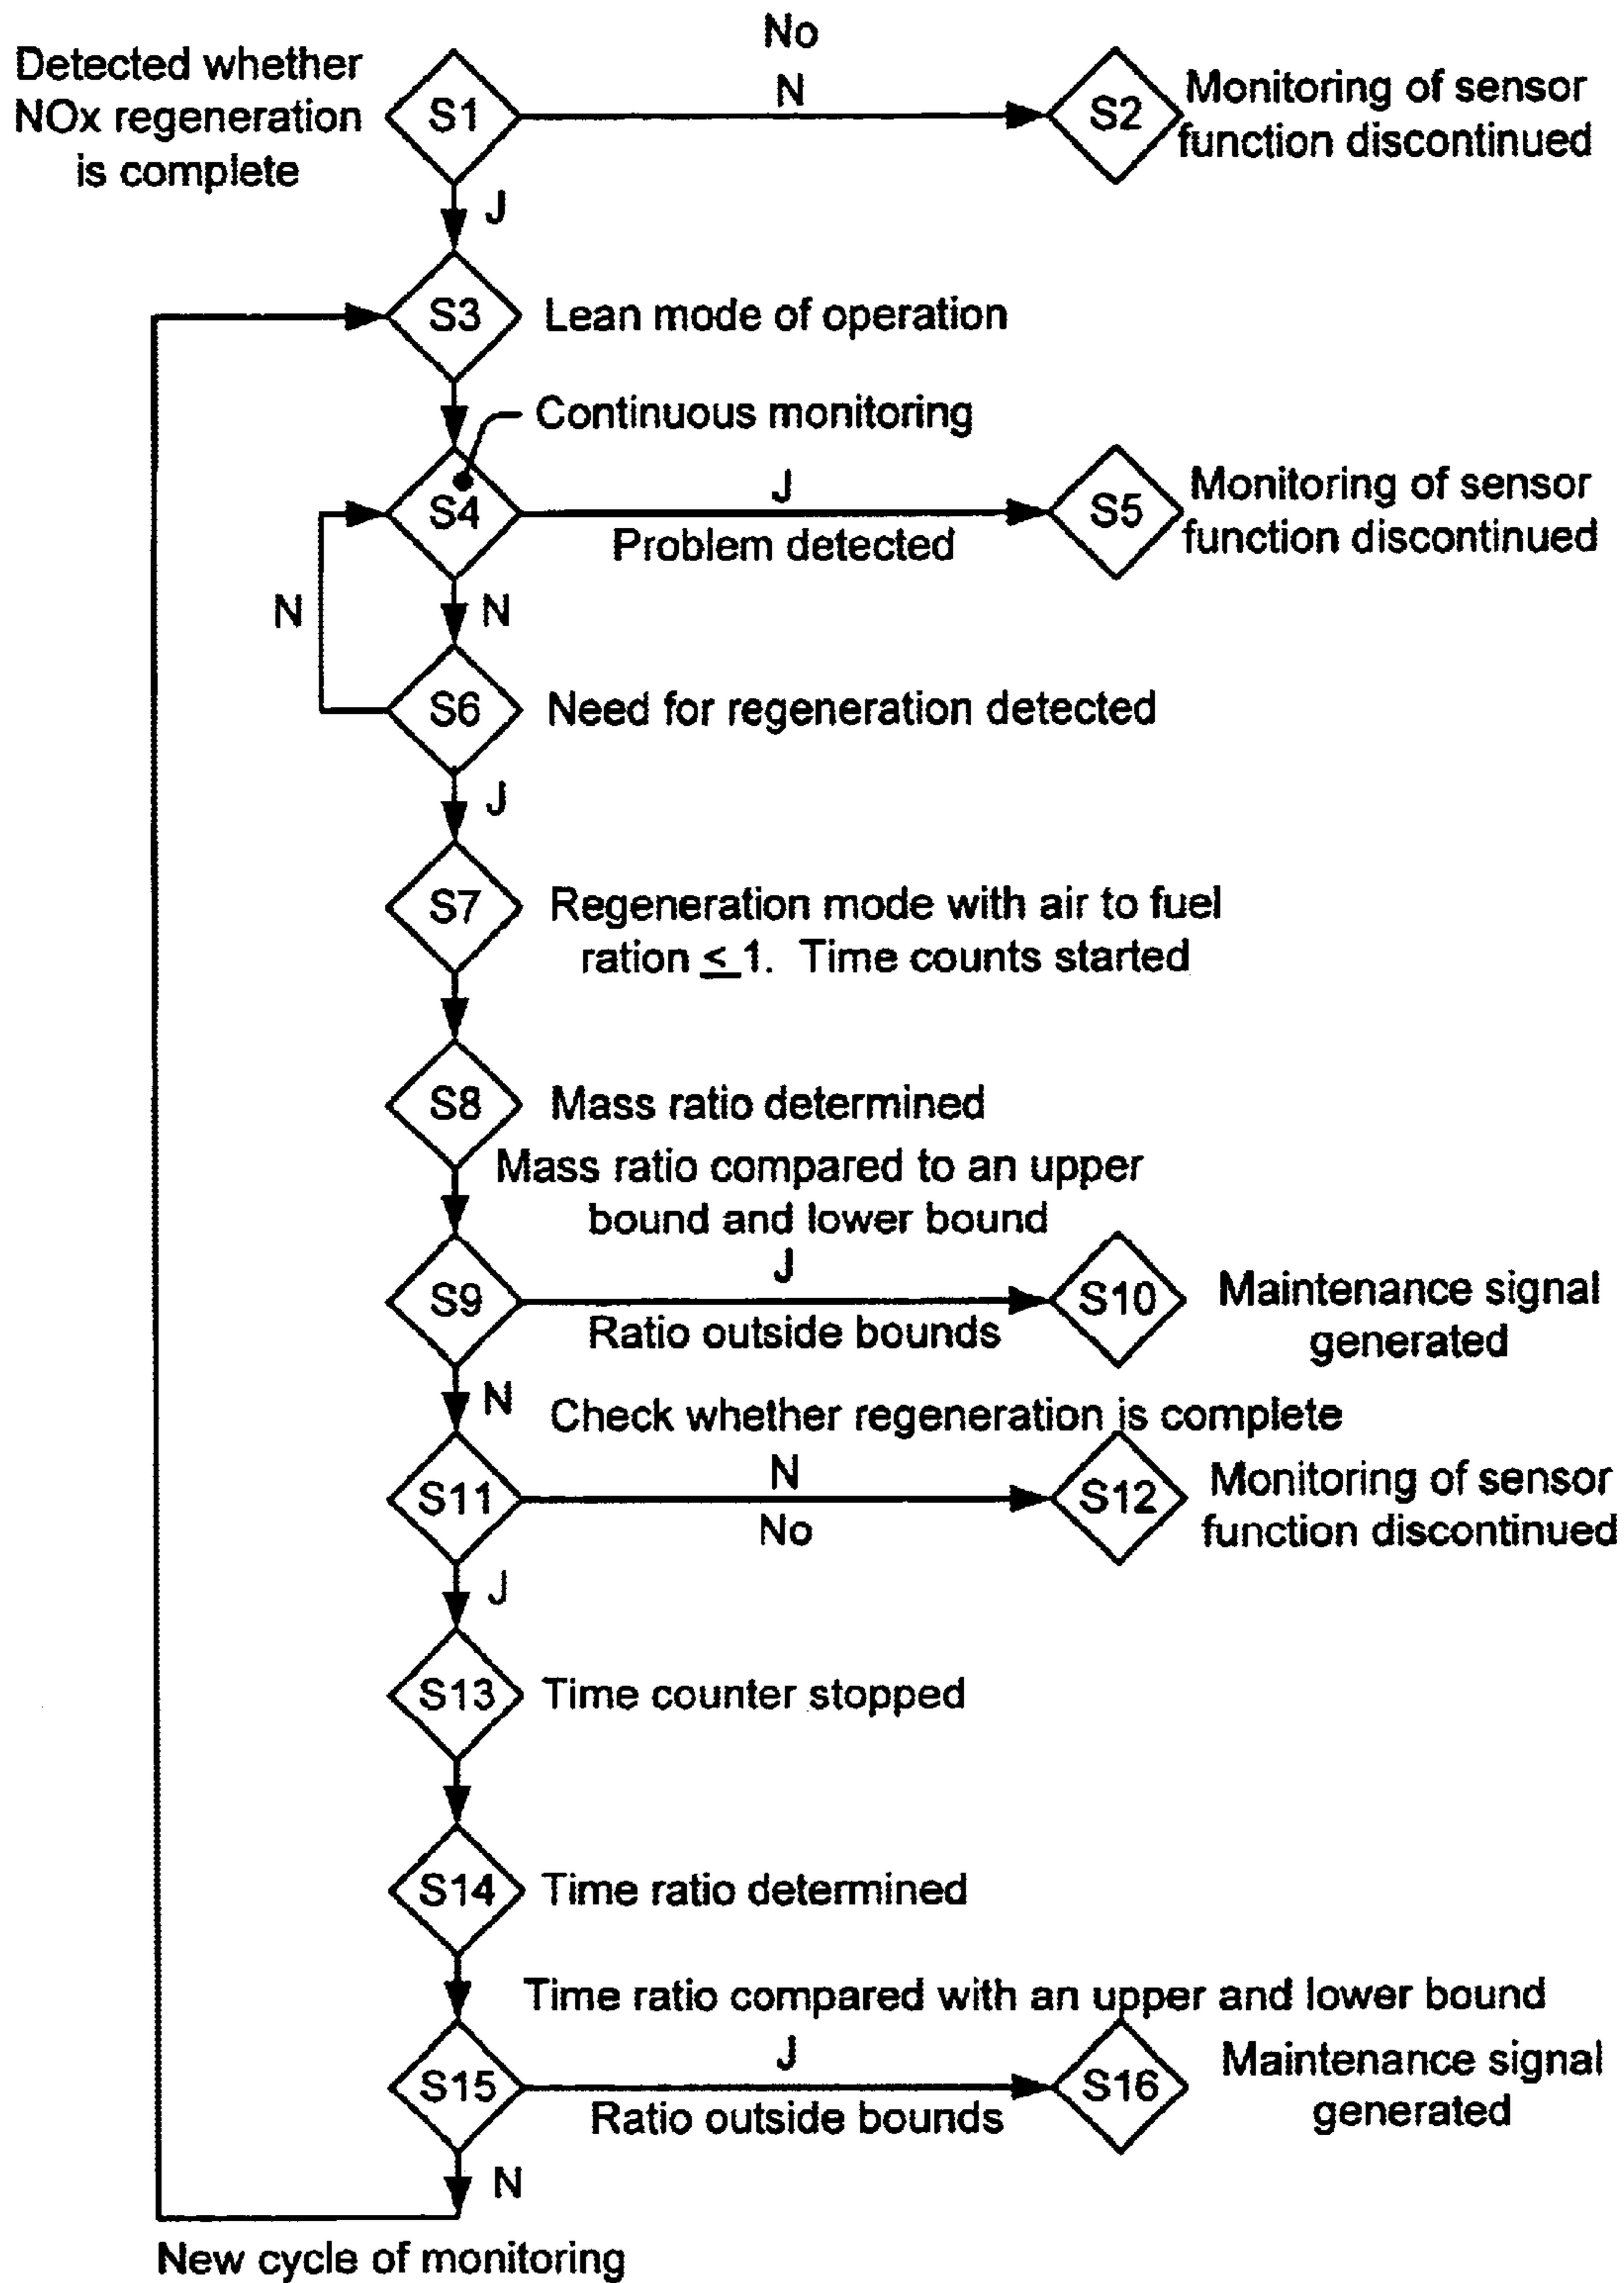 No
Detected whether
NOx regeneration
is complete
S1
N
S2
Monitoring of sensor
function discontinued
J
S3
Lean mode of operation
Continuous monitoring
S4
J
Problem detected
S5
Monitoring of sensor
function discontinued
N
N
S6
Need for regeneration detected
J
S7
Regeneration mode with air to fuel
ration ≤ 1. Time counts started
S8
Mass ratio determined
Mass ratio compared to an upper
bound and lower bound
S9
J
Ratio outside bounds
S10
Maintenance signal
generated
N
Check whether regeneration is complete
S11
N
No
S12
Monitoring of sensor
function discontinued
J
S13
Time counter stopped
S14
Time ratio determined
Time ratio compared with an upper and lower bound
S15
J
Ratio outside bounds
S16
Maintenance signal
generated
N
New cycle of monitoring